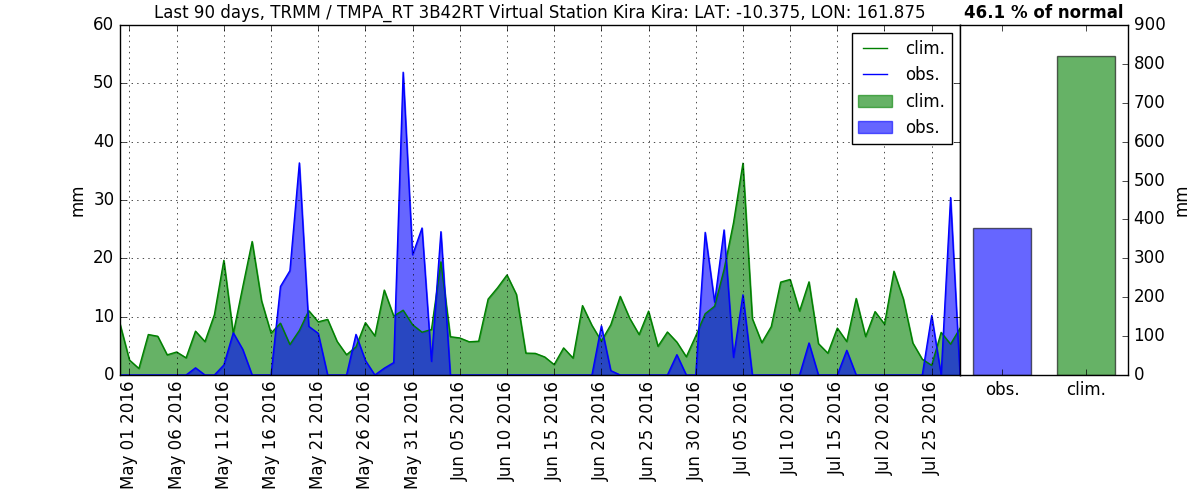 Last 90 days, TRMM / TMPA_RT 3B42RT Virtual Station Kira Kira: LAT: -10.375, LON: 161.875
46.1 % of normal
60
50
40
30
20
10
0
mm
clim.
obs.
clim.
obs.
900
800
700
600
500
400
300
200
100
0
mm
May 01 2016
May 06 2016
May 11 2016
May 16 2016
May 21 2016
May 26 2016
May 31 2016
Jun 05 2016
Jun 10 2016
Jun 15 2016
Jun 20 2016
Jun 25 2016
Jun 30 2016
Jul 05 2016
Jul 10 2016
Jul 15 2016
Jul 20 2016
Jul 25 2016
obs.
clim.